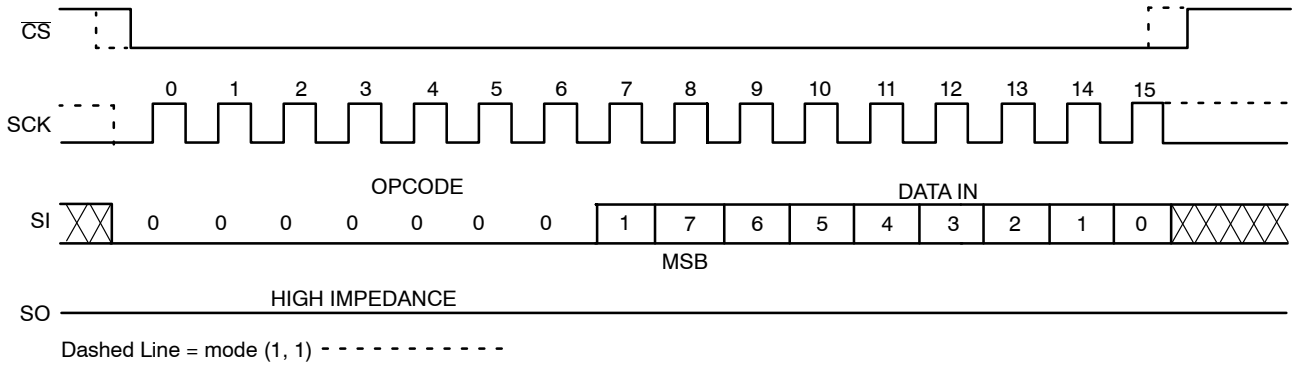 CS
0 1 2 3 4 5 6 7 8 9 10 11 12 13 14 15
SCK
OPCODE DATA IN
SI 0 0 0 0 0 0 0 1 7 6 5 4 3 2 1 0
MSB
HIGH IMPEDANCE
SO
Dashed Line = mode (1, 1)